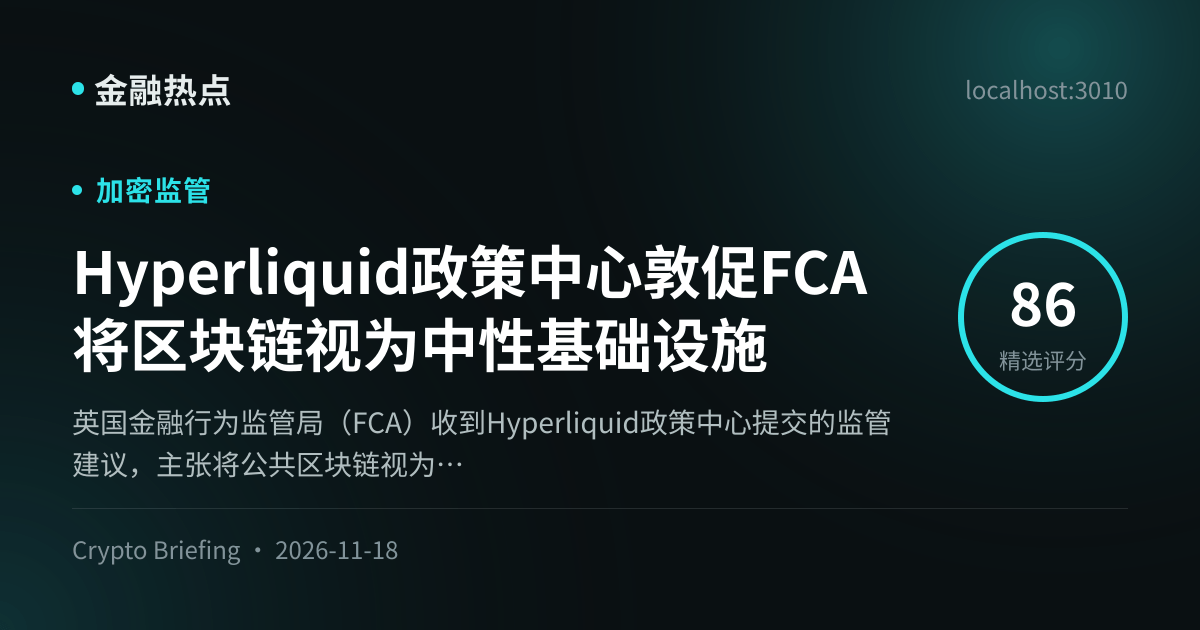 金融热点
localhost:3010
加密监管
Hyperliquid政策中心敦促FCA
将区块链视为中性基础设施
86
精选评分
英国金融行为监管局（FCA）收到Hyperliquid政策中心提交的监管
建议，主张将公共区块链视为…
Crypto Briefing · 2026-11-18